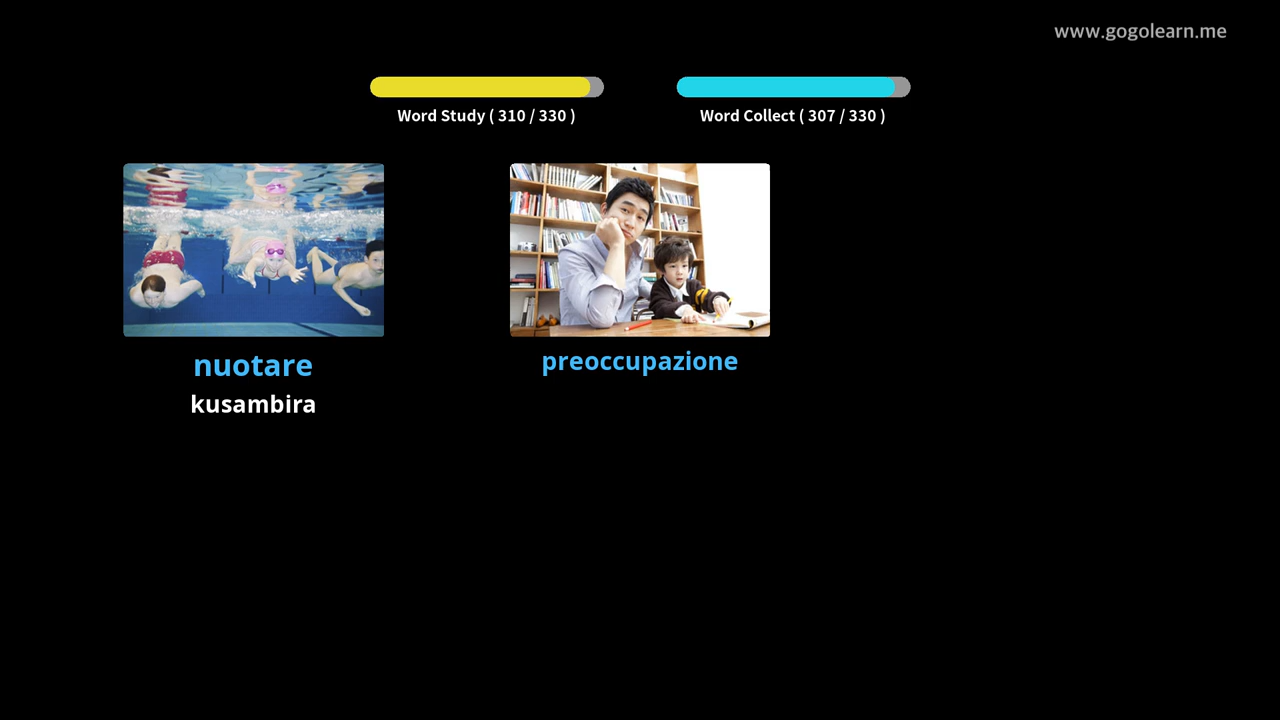 www.gogolearn.me
Word Study ( 310 / 330 )
Word Collect ( 307 / 330 )
nuotare
kusambira
preoccupazione